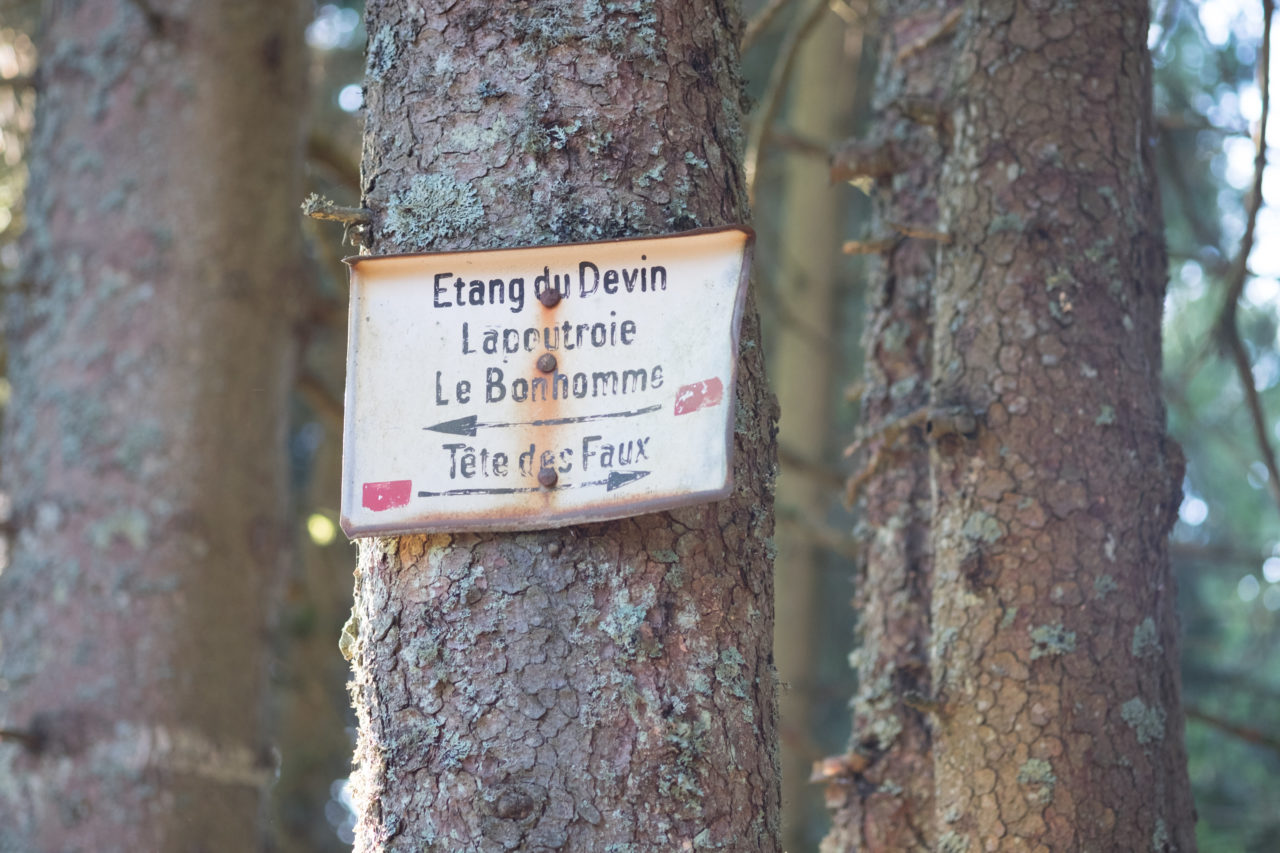 Etang du Devin
Lapoutroie
Le Bonhomme
Tête des Faux